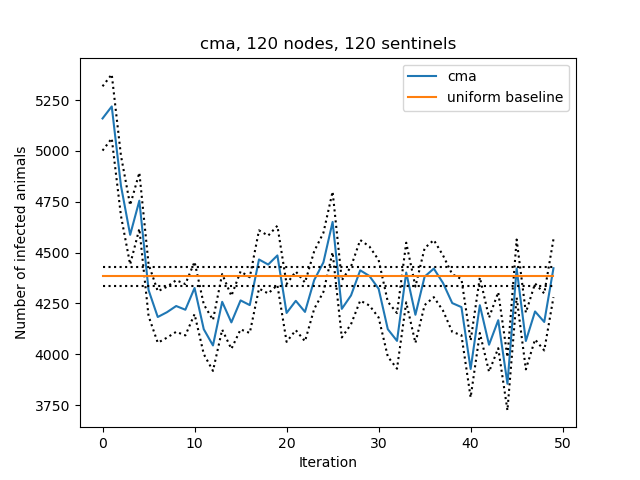 cma, 120 nodes, 120 sentinels
cma
uniform baseline
Number of infected animals
5250
5000
4750
4500
4250
4000
3750
0 10 20 30 40 50
Iteration